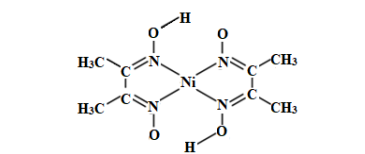 H
O O
H₃C N N CH₃
C C
Ni
H₃C C N N C CH₃
O O
H